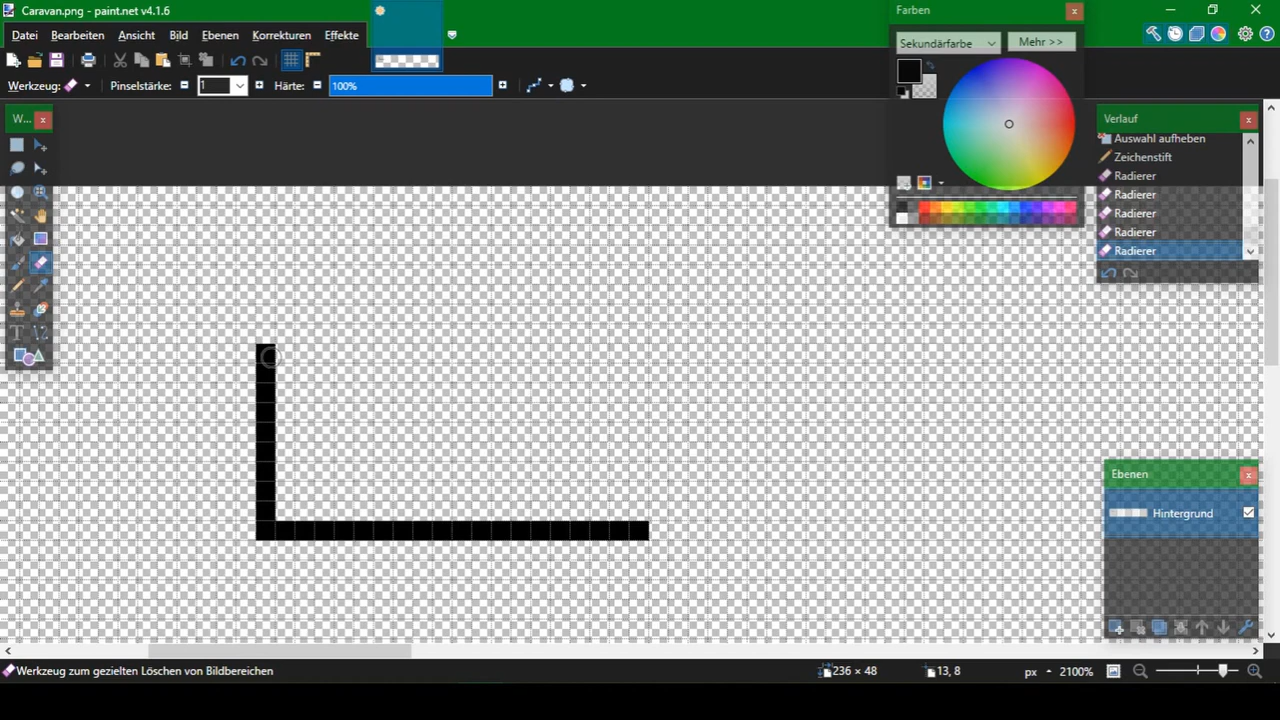 Caravan.png - paint.net v4.1.6
Datei Bearbeiten Ansicht Bild Ebenen Korrekturen Effekte
Werkzeug: Pinselstärke: 1 Härte: 100%
W...
Farben
Sekundärfarbe Mehr >>
Verlauf
Auswahl aufheben
Zeichenstift
Radierer
Radierer
Radierer
Radierer
Radierer
Ebenen
Hintergrund
Werkzeug zum gezielten Löschen von Bildbereichen 236 × 48 13, 8 px 2100%